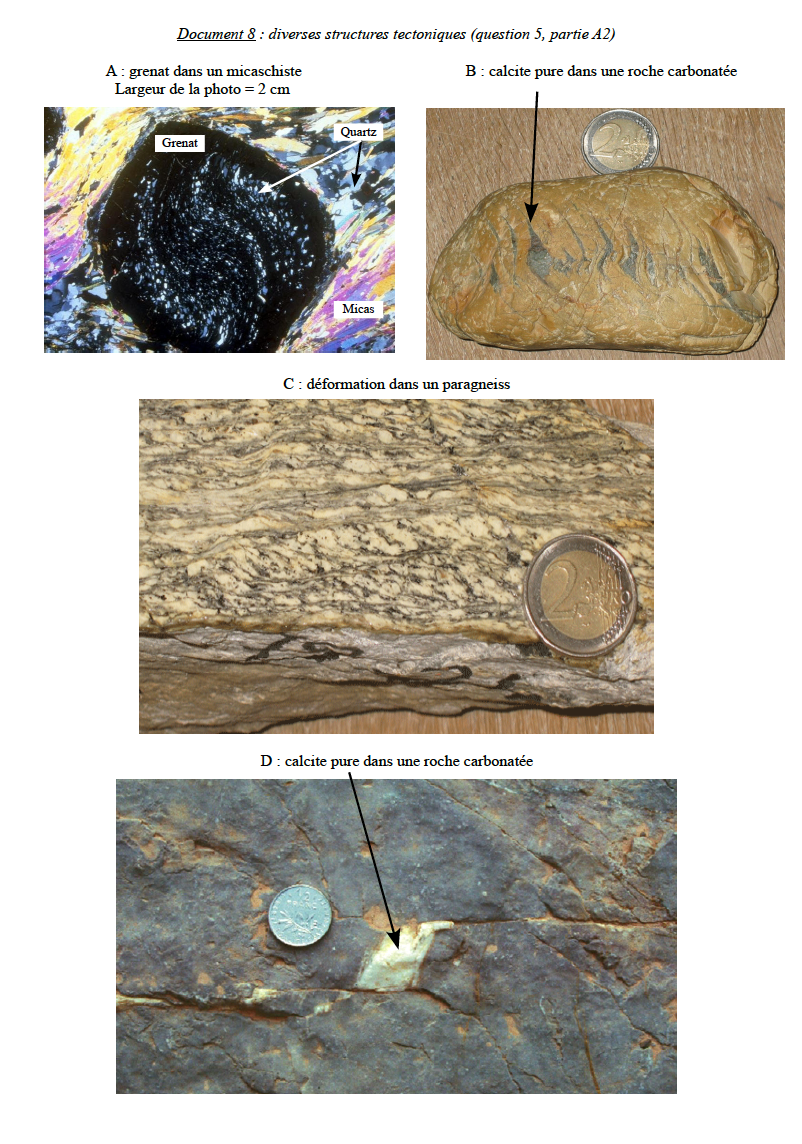 Document 8 : diverses structures tectoniques (question 5, partie A2)
A : grenat dans un micaschiste
Largeur de la photo = 2 cm
B : calcite pure dans une roche carbonatée
Grenat
Quartz
Micas
2
C : déformation dans un paragneiss
2
D : calcite pure dans une roche carbonatée